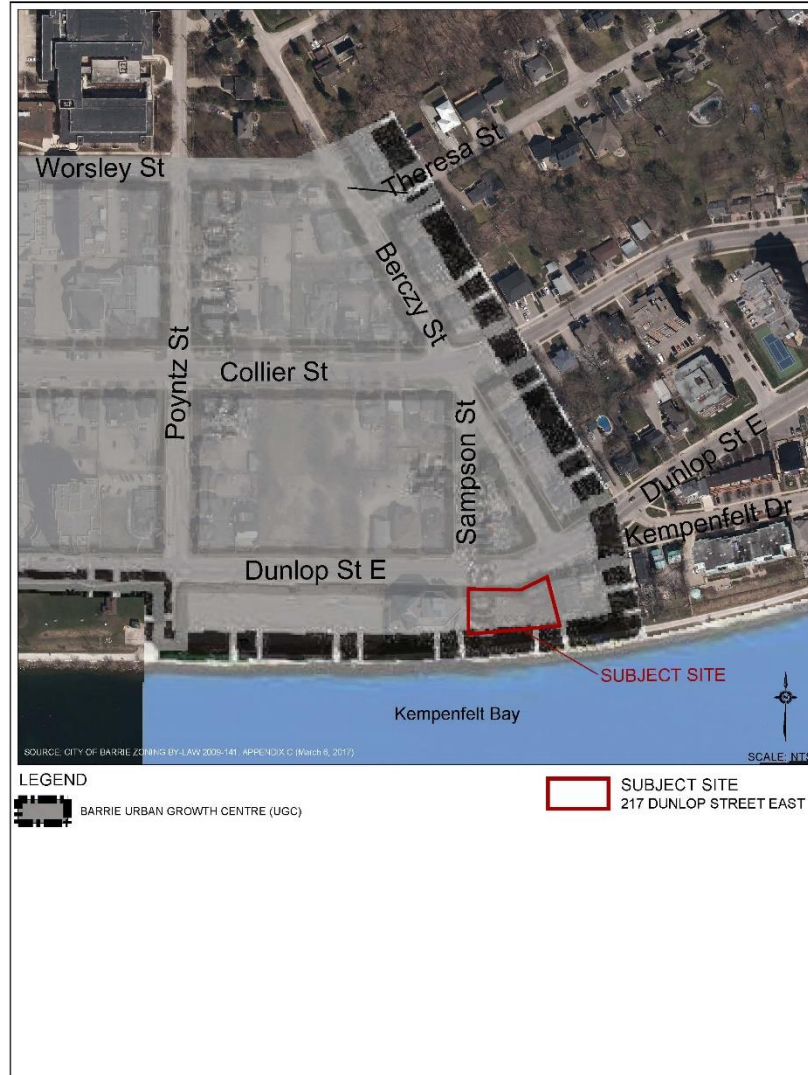 Worsley St
Theresa St
Berczy St
Poyntz St
Collier St
Sampson St
Dunlop St E
Kempenfelt Dr
Dunlop St E
SUBJECT SITE
Kempenfelt Bay
SOURCE: CITY OF BARRIE ZONING BY-LAW 2009-141, APPENDIX C (March 6, 2017)
SCALE: NTS
LEGEND
BARRIE URBAN GROWTH CENTRE (UGC)
SUBJECT SITE
217 DUNLOP STREET EAST